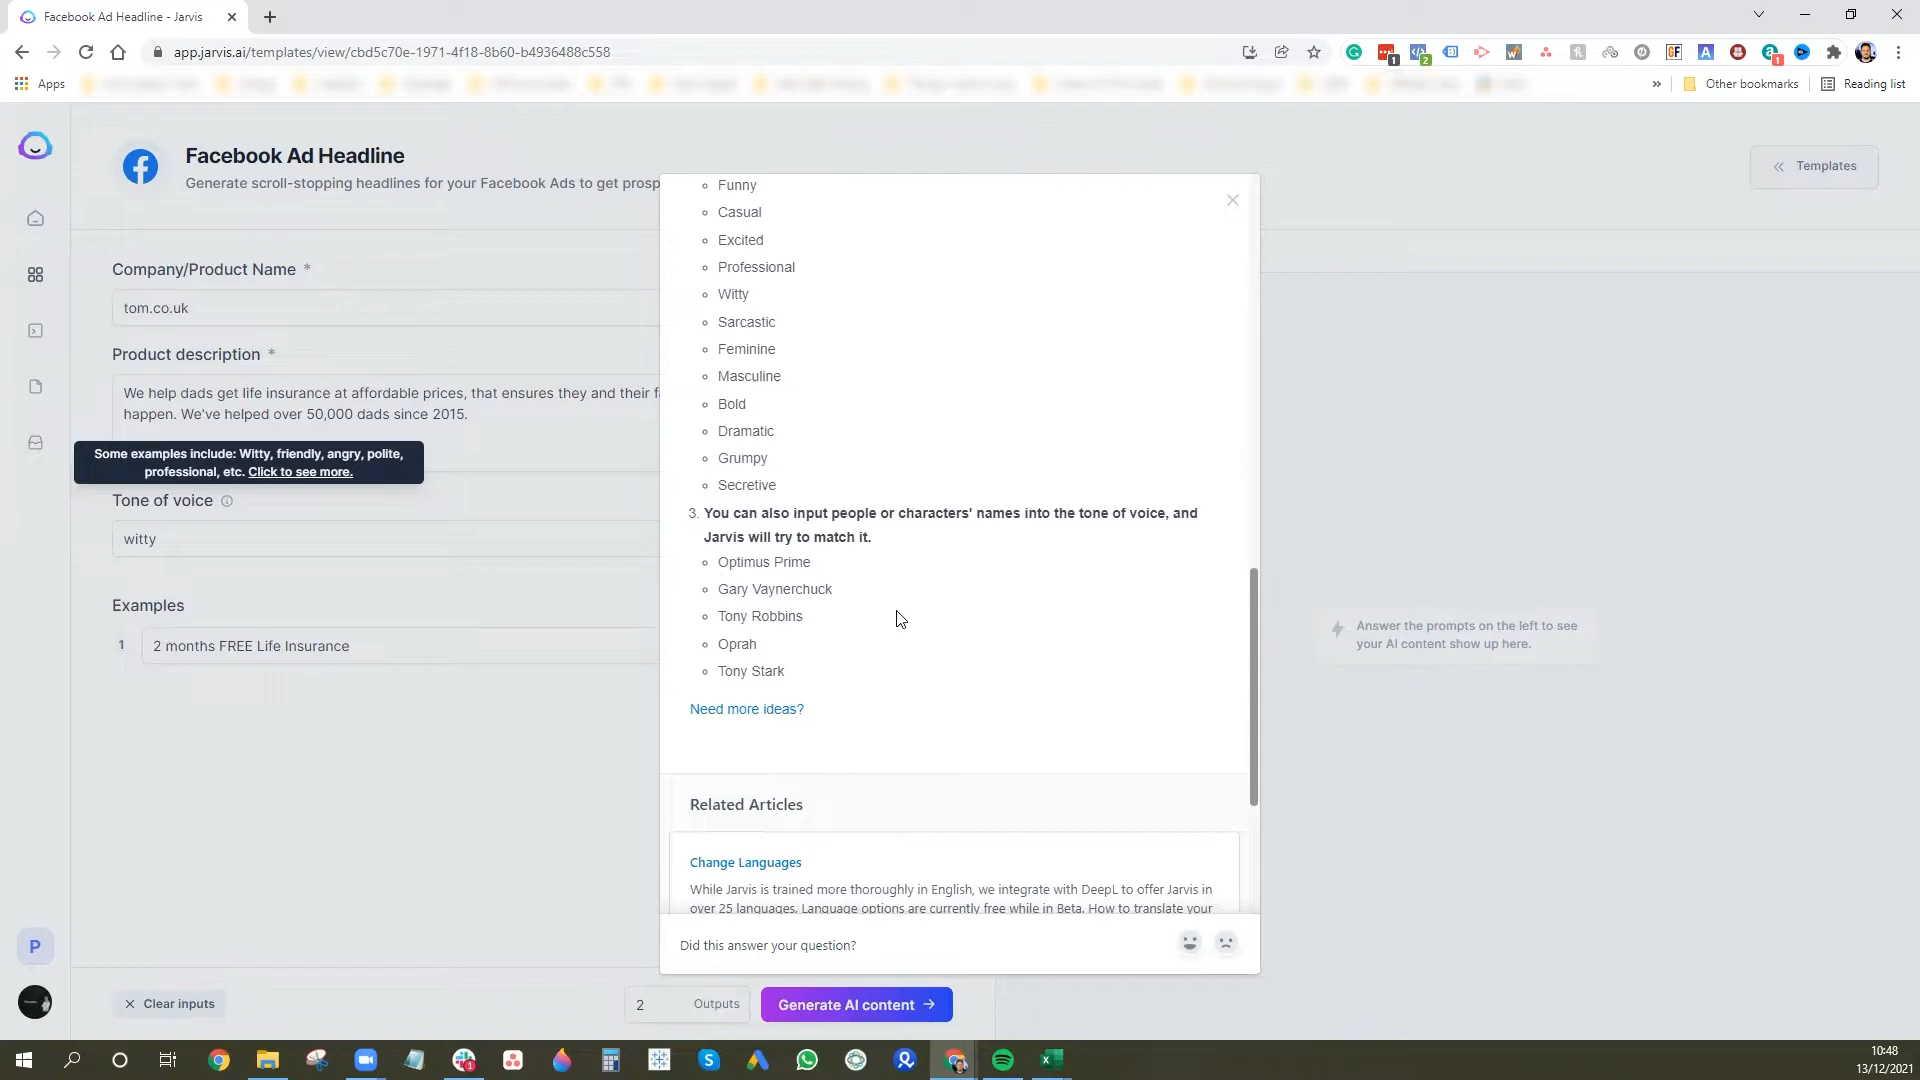 Facebook Ad Headline - Jarvis
app.jarvis.ai/templates/view/cbd5c70e-1971-4f18-8b60-b4936488c558
1
2
1
Apps
»
Other bookmarks
Reading list
Facebook Ad Headline
Generate scroll-stopping headlines for your Facebook Ads to get prosp
« Templates
Company/Product Name *
tom.co.uk
Product description *
We help dads get life insurance at affordable prices, that ensures they and their f
happen. We've helped over 50,000 dads since 2015.
Some examples include: Witty, friendly, angry, polite,
professional, etc. Click to see more.
Tone of voice
witty
Examples
1
2 months FREE Life Insurance
P
Clear inputs
2
Outputs
Generate AI content
Funny
Casual
Excited
Professional
Witty
Sarcastic
Feminine
Masculine
Bold
Dramatic
Grumpy
Secretive
3. You can also input people or characters' names into the tone of voice, and
Jarvis will try to match it.
Optimus Prime
Gary Vaynerchuck
Tony Robbins
Oprah
Tony Stark
Need more ideas?
Related Articles
Change Languages
While Jarvis is trained more thoroughly in English, we integrate with DeepL to offer Jarvis in
over 25 languages. Language options are currently free while in Beta. How to translate your
Did this answer your question?
Answer the prompts on the left to see
your AI content show up here.
10:48
13/12/2021